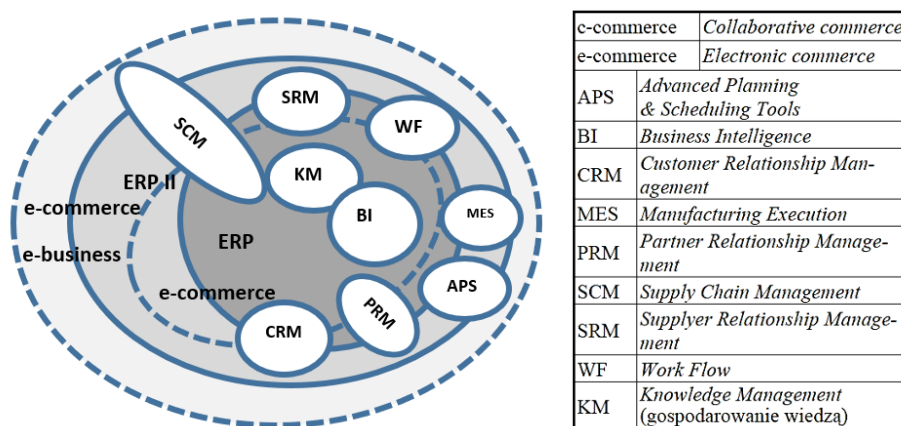 SRM
WF
SCM
KM
ERP II
e-commerce
BI
MES
ERP
e-business
e-commerce
APS
PRM
CRM
c-commerce Collaborative commerce
e-commerce Electronic commerce
APS Advanced Planning
& Scheduling Tools
BI Business Intelligence
CRM Customer Relationship Man-
agement
MES Manufacturing Execution
PRM Partner Relationship Manage-
ment
SCM Supply Chain Management
SRM Supplyer Relationship Manage-
ment
WF Work Flow
KM Knowledge Management
(gospodarowanie wiedzą)